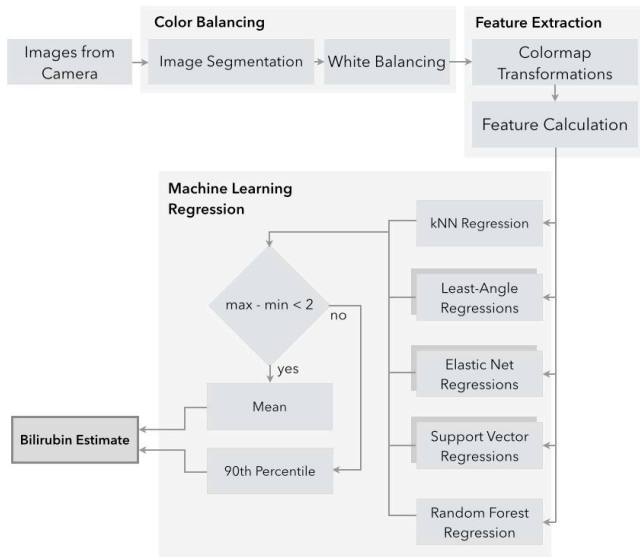 Color Balancing
Feature Extraction
Images from
Camera
Image Segmentation
White Balancing
Colormap
Transformations
Feature Calculation
Machine Learning
Regression
kNN Regression
Least-Angle
Regressions
Elastic Net
Regressions
Support Vector
Regressions
Random Forest
Regression
max - min < 2
no
yes
Mean
90th Percentile
Bilirubin Estimate